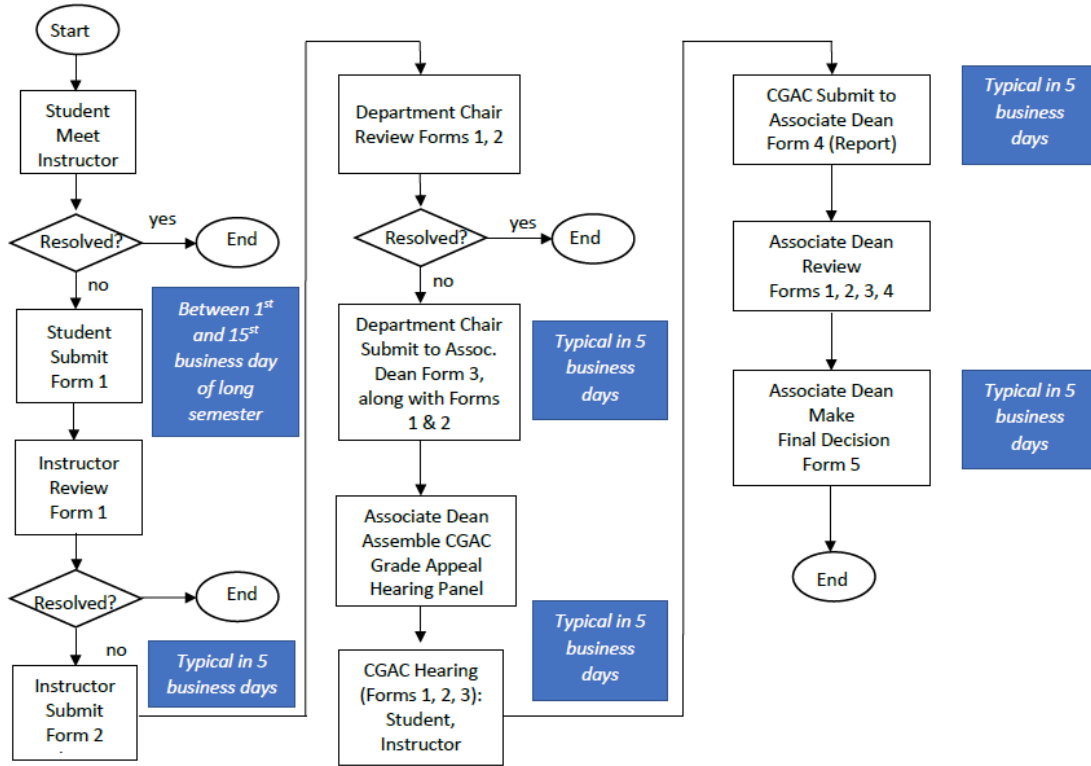 Start
Student
Meet
Instructor
Resolved?
yes
End
no
Student
Submit
Form 1
Between 1st
and 15st
business day
of long
semester
Instructor
Review
Form 1
Resolved?
End
no
Instructor
Submit
Form 2
Typical in 5
business days
Department Chair
Review Forms 1, 2
Resolved?
yes
End
no
Department Chair
Submit to Assoc.
Dean Form 3,
along with Forms
1 & 2
Typical in 5
business
days
Associate Dean
Assemble CGAC
Grade Appeal
Hearing Panel
CGAC Hearing
(Forms 1, 2, 3):
Student,
Instructor
Typical in 5
business
days
CGAC Submit to
Associate Dean
Form 4 (Report)
Typical in 5
business
days
Associate Dean
Review
Forms 1, 2, 3, 4
Associate Dean
Make
Final Decision
Form 5
Typical in 5
business
days
End